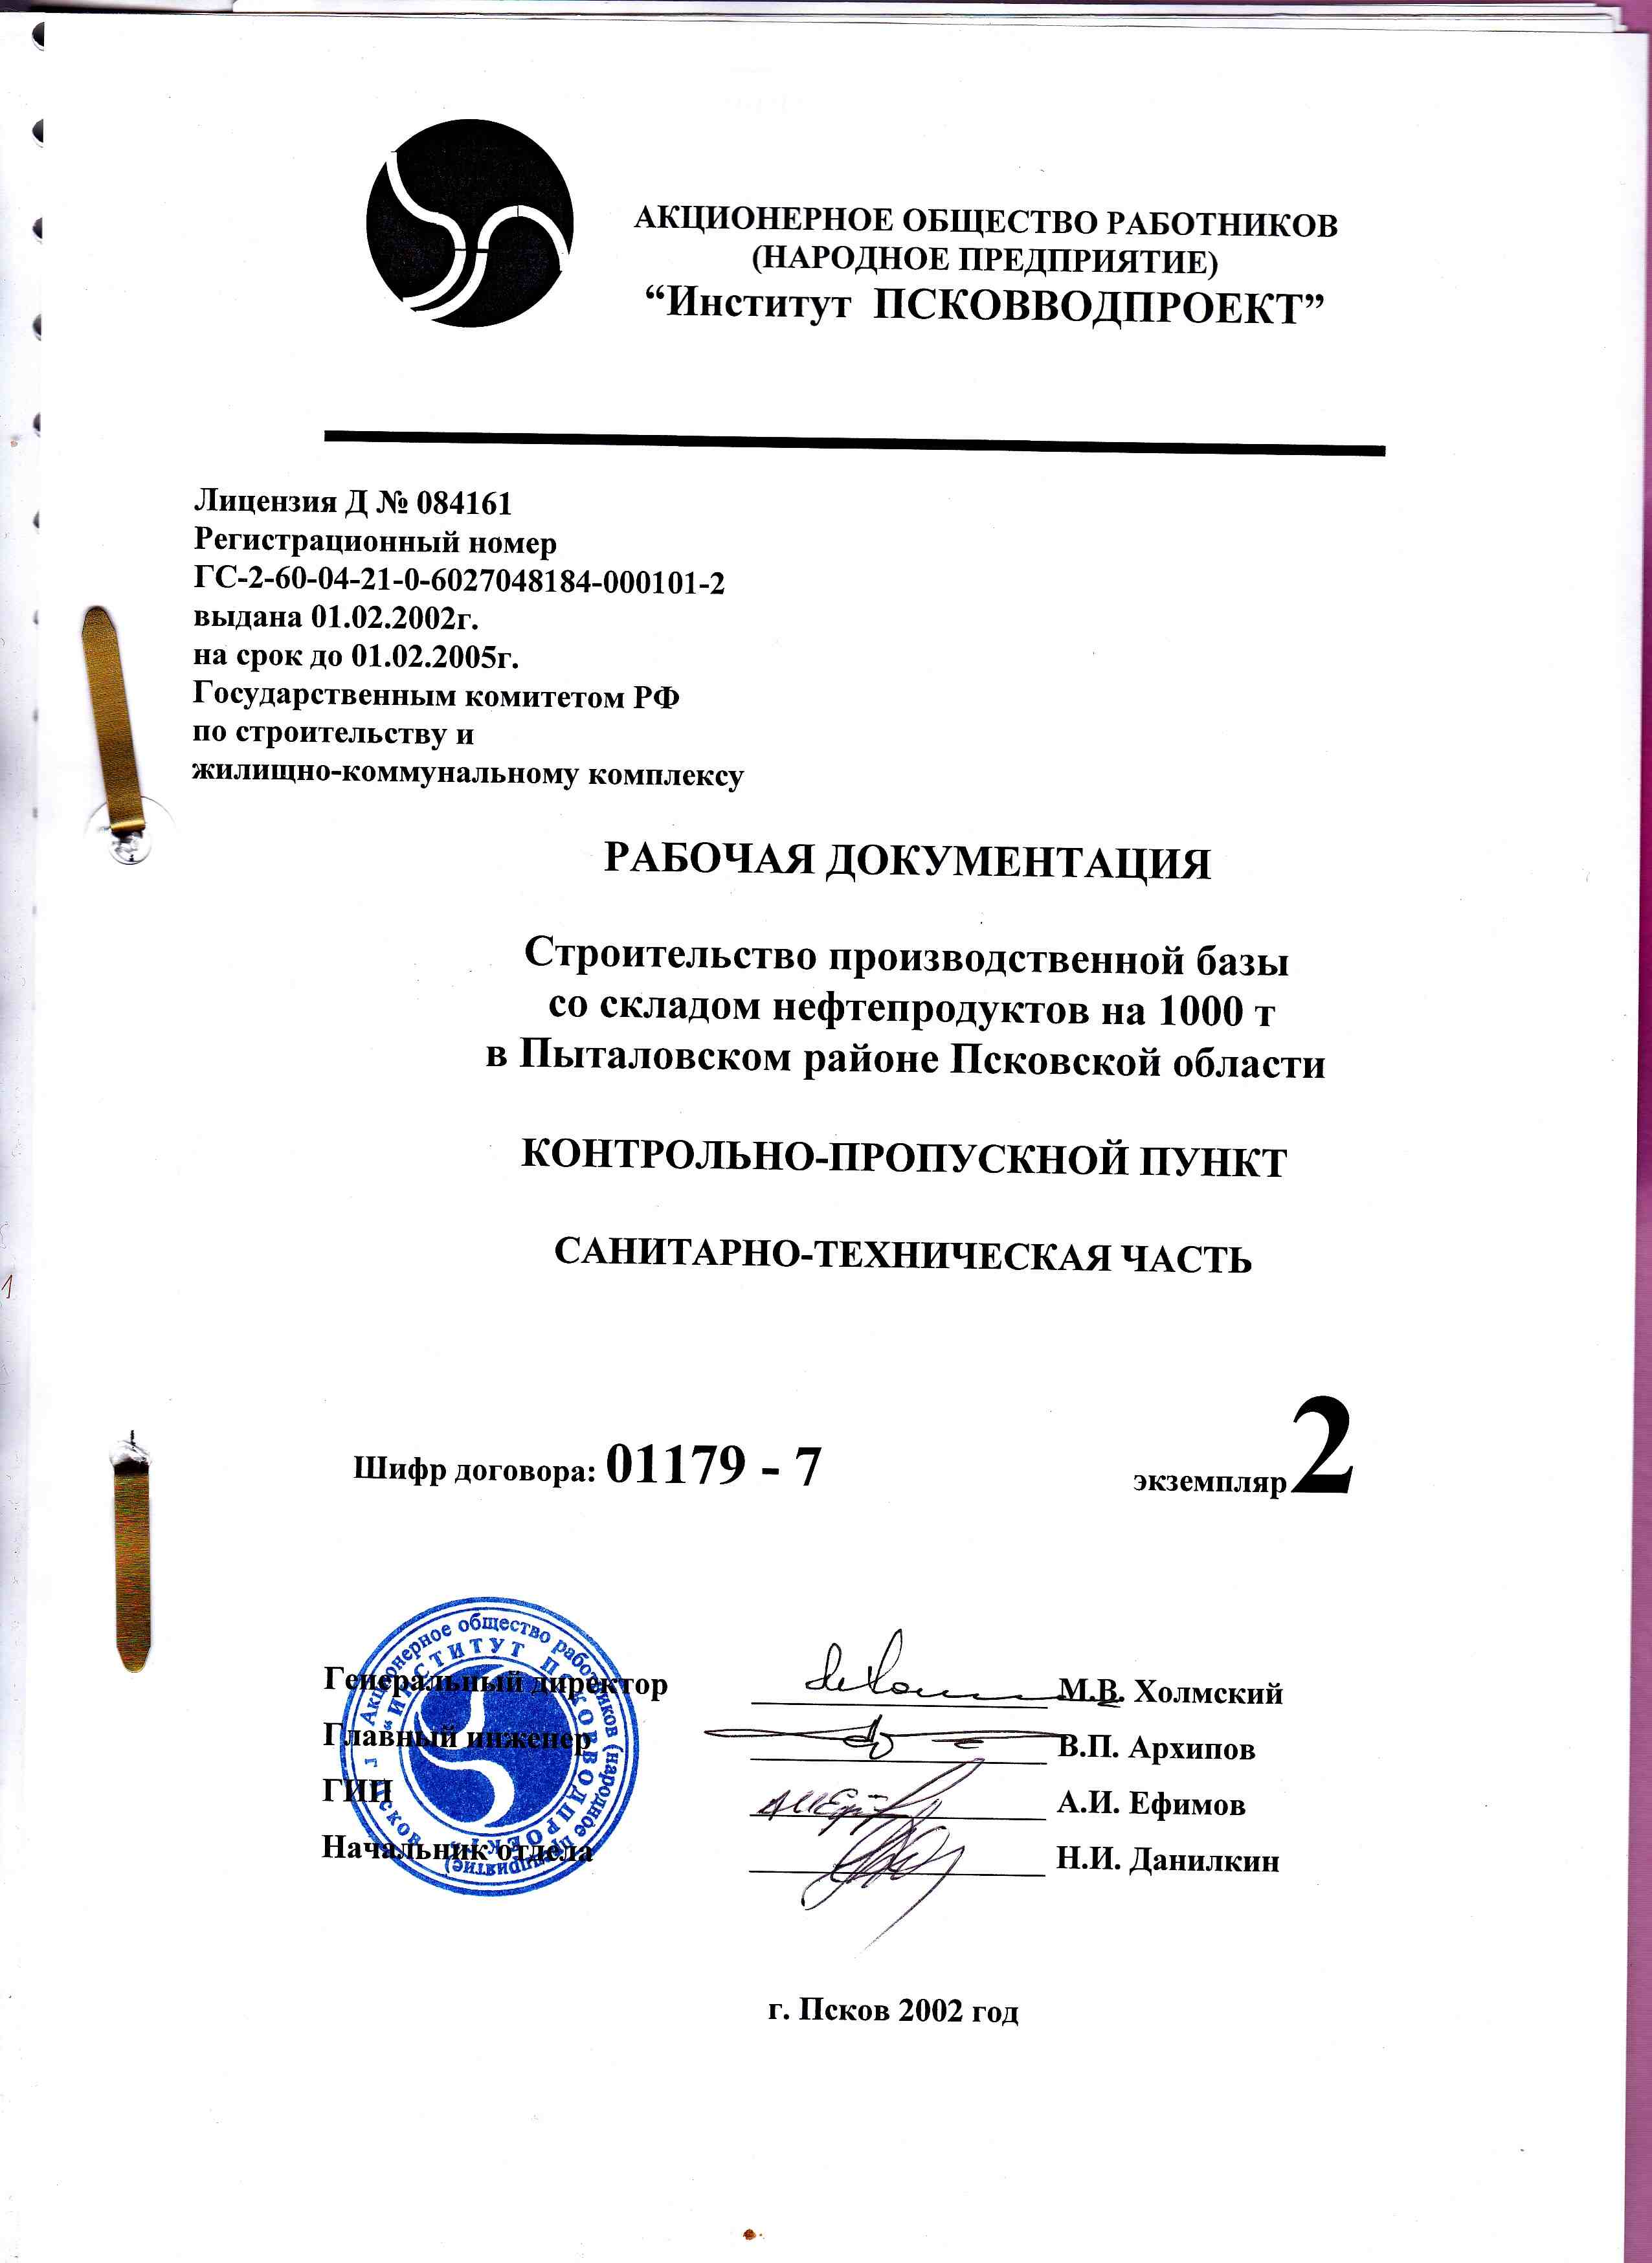 АКЦИОНЕРНОЕ ОБЩЕСТВО РАБОТНИКОВ
(НАРОДНОЕ ПРЕДПРИЯТИЕ)
“Институт ПСКОВВОДПРОЕКТ”
Лицензия Д № 084161
Регистрационный номер
ГС-2-60-04-21-0-6027048184-000101-2
выдана 01.02.2002г.
на срок до 01.02.2005г.
Государственным комитетом РФ
по строительству и
жилищно-коммунальному комплексу
РАБОЧАЯ ДОКУМЕНТАЦИЯ
Строительство производственной базы
со складом нефтепродуктов на 1000 т
в Пыталовском районе Псковской области
КОНТРОЛЬНО-ПРОПУСКНОЙ ПУНКТ
САНИТАРНО-ТЕХНИЧЕСКАЯ ЧАСТЬ
Шифр договора: 01179 - 7 экземпляр 2
Генеральный директор М.В. Холмский
Главный инженер В.П. Архипов
ГИП А.И. Ефимов
Начальник отдела Н.И. Данилкин
Акционерное общество работников (народное предприятие)
г. Псков
“ИНСТИТУТ ПСКОВВОДПРОЕКТ”
г. Псков 2002 год